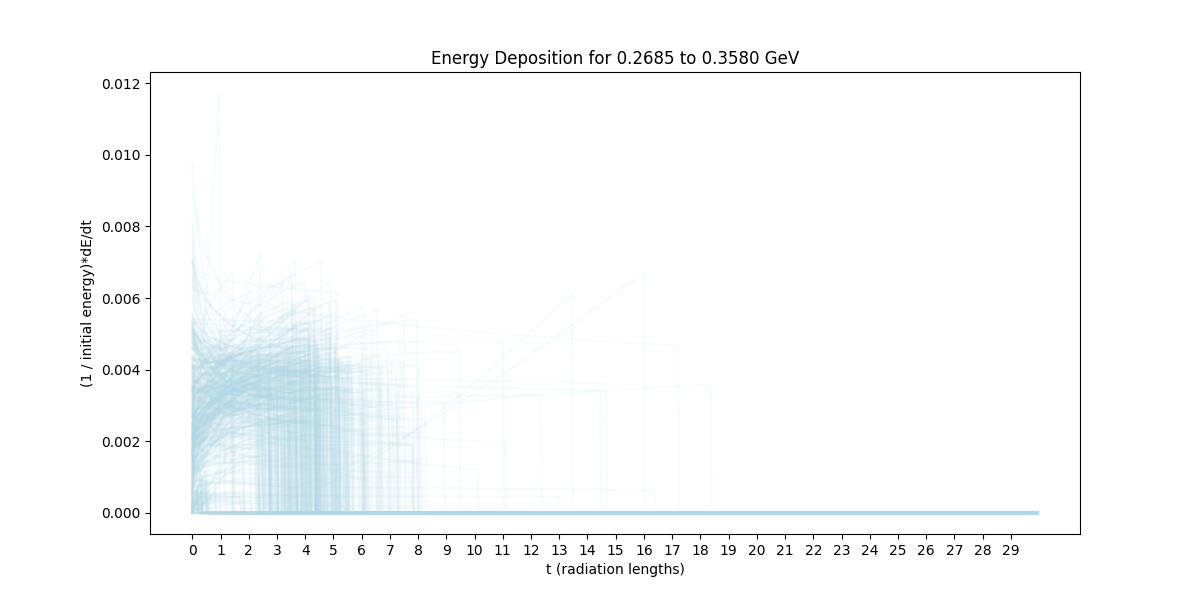 Energy Deposition for 0.2685 to 0.3580 GeV
0.012
0.010
0.008
0.006
0.004
0.002
0.000
(1 / initial energy)*dE/dt
0 1 2 3 4 5 6 7 8 9 10 11 12 13 14 15 16 17 18 19 20 21 22 23 24 25 26 27 28 29
t (radiation lengths)